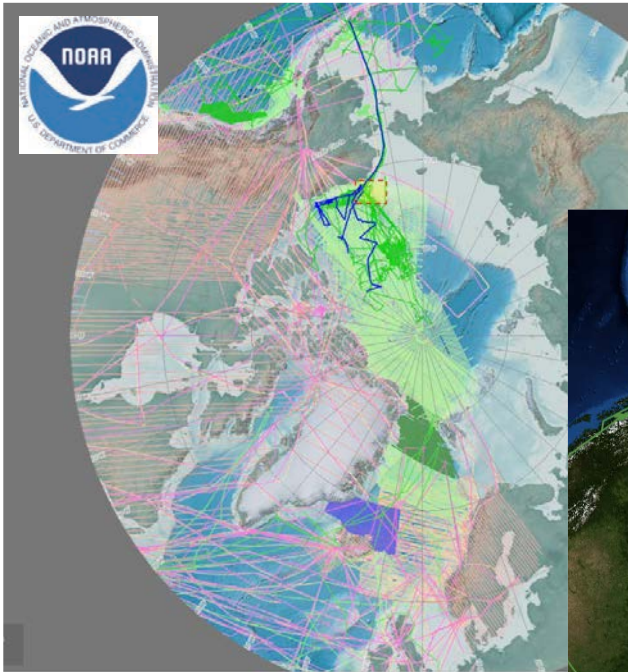 NATIONAL OCEANIC AND ATMOSPHERIC ADMINISTRATION
NOAA
U.S. DEPARTMENT OF COMMERCE